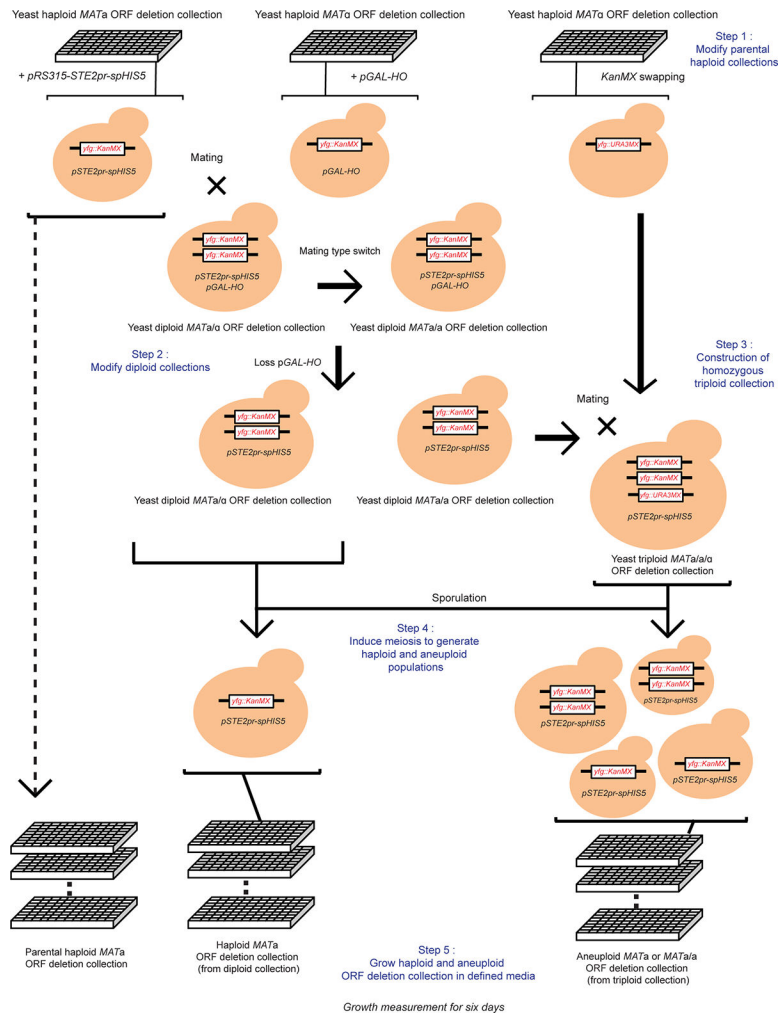 Yeast haploid MATa ORF deletion collection
Yeast haploid MATα ORF deletion collection
Yeast haploid MATα ORF deletion collection
Step 1 :
Modify parental
haploid collections
+ pRS315-STE2pr-spHIS5
+ pGAL-HO
KanMX swapping
yfg::KanMX
pSTE2pr-spHIS5
Mating
yfg::KanMX
pGAL-HO
yfg::URA3MX
yfg::KanMX
yfg::KanMX
pSTE2pr-spHIS5
pGAL-HO
Mating type switch
yfg::KanMX
yfg::KanMX
pSTE2pr-spHIS5
pGAL-HO
Yeast diploid MATa/α ORF deletion collection
Yeast diploid MATa/a ORF deletion collection
Step 2 :
Modify diploid collections
Loss pGAL-HO
Step 3 :
Construction of
homozygous
triploid collection
yfg::KanMX
yfg::KanMX
pSTE2pr-spHIS5
yfg::KanMX
yfg::KanMX
pSTE2pr-spHIS5
Mating
yfg::KanMX
yfg::KanMX
yfg::URA3MX
pSTE2pr-spHIS5
Yeast diploid MATa/α ORF deletion collection
Yeast diploid MATa/a ORF deletion collection
Yeast triploid MATa/a/α
ORF deletion collection
Sporulation
Step 4 :
Induce meiosis to generate
haploid and aneuploid
populations
yfg::KanMX
pSTE2pr-spHIS5
yfg::KanMX
yfg::KanMX
pSTE2pr-spHIS5
yfg::KanMX
yfg::KanMX
pSTE2pr-spHIS5
yfg::KanMX
pSTE2pr-spHIS5
yfg::KanMX
pSTE2pr-spHIS5
Parental haploid MATa
ORF deletion collection
Haploid MATa
ORF deletion collection
(from diploid collection)
Step 5 :
Grow haploid and aneuploid
ORF deletion collection in defined media
Aneuploid MATa or MATa/a
ORF deletion collection
(from triploid collection)
Growth measurement for six days